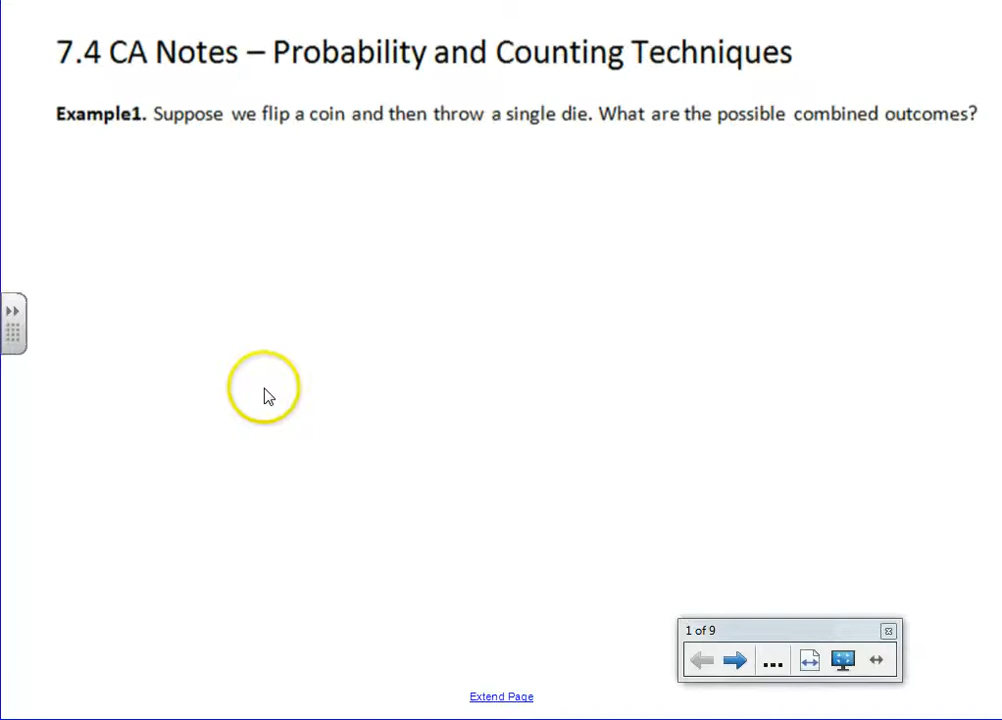 7.4 CA Notes – Probability and Counting Techniques
Example1. Suppose we flip a coin and then throw a single die. What are the possible combined outcomes?
1 of 9
...
Extend Page